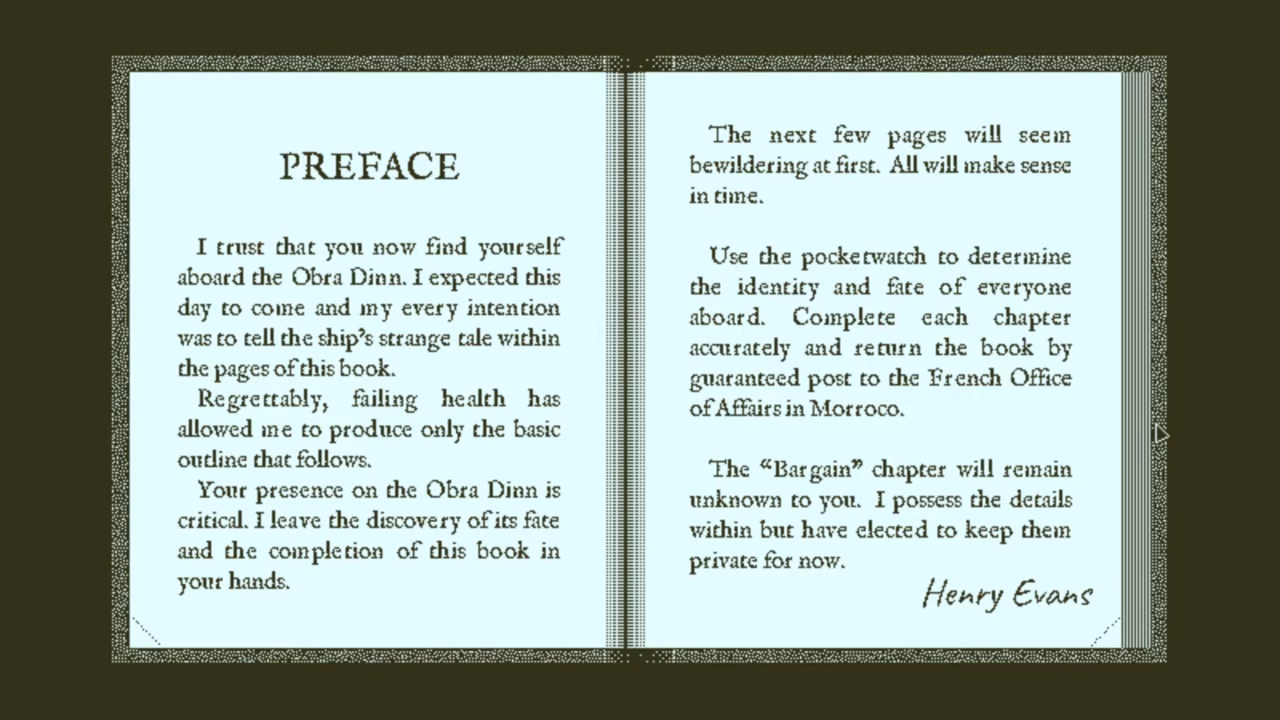 PREFACE
I trust that you now find yourself
aboard the Obra Dinn. I expected this
day to come and my every intention
was to tell the ship's strange tale within
the pages of this book.
Regrettably, failing health has
allowed me to produce only the basic
outline that follows.
Your presence on the Obra Dinn is
critical. I leave the discovery of its fate
and the completion of this book in
your hands.
The next few pages will seem
bewildering at first. All will make sense
in time.
Use the pocketwatch to determine
the identity and fate of everyone
aboard. Complete each chapter
accurately and return the book by
guaranteed post to the French Office
of Affairs in Morroco.
The “Bargain” chapter will remain
unknown to you. I possess the details
within but have elected to keep them
private for now.
Henry Evans